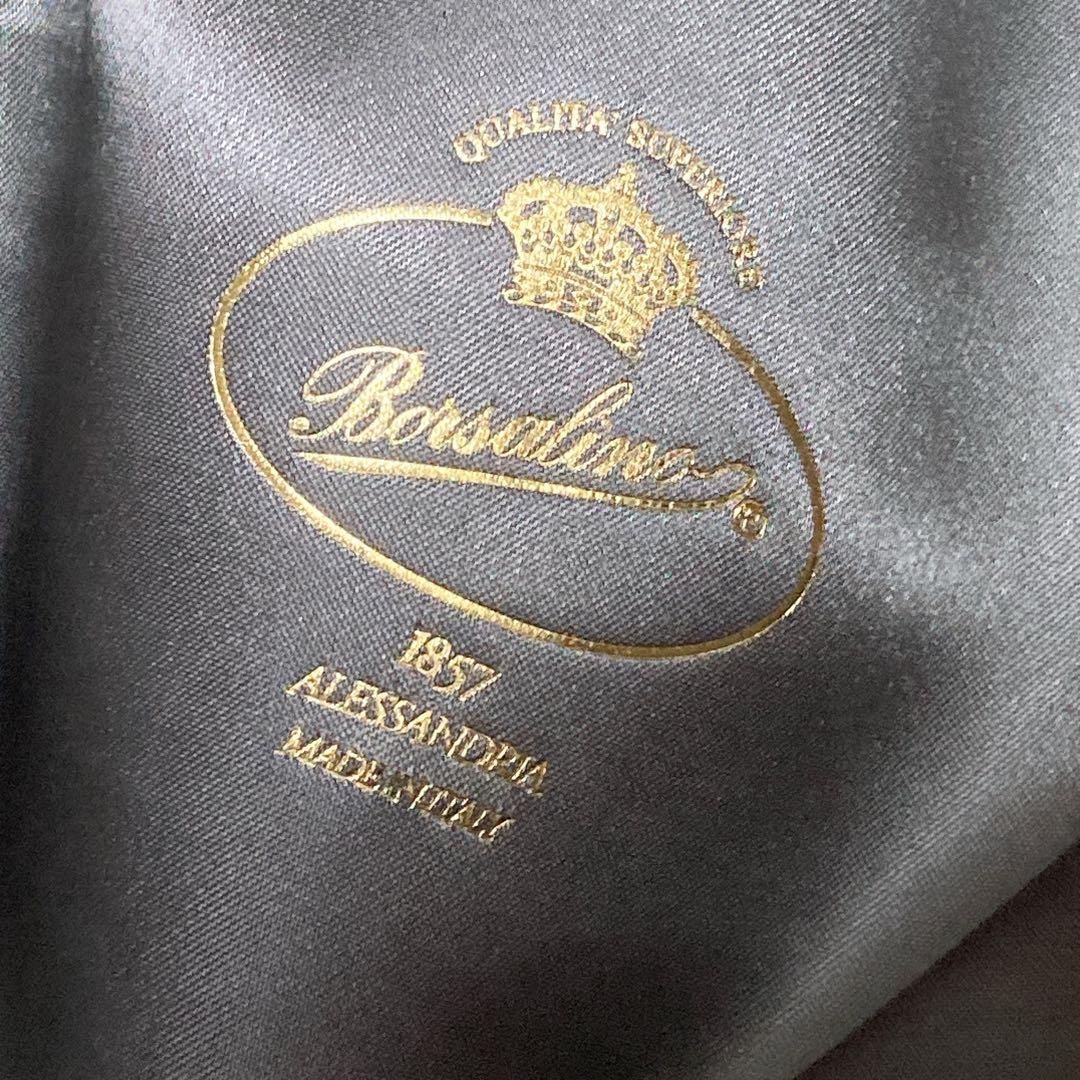 QUALITA' SUPERIORE
Borsalino®
1857
ALESSANDRIA
MADE IN ITALY